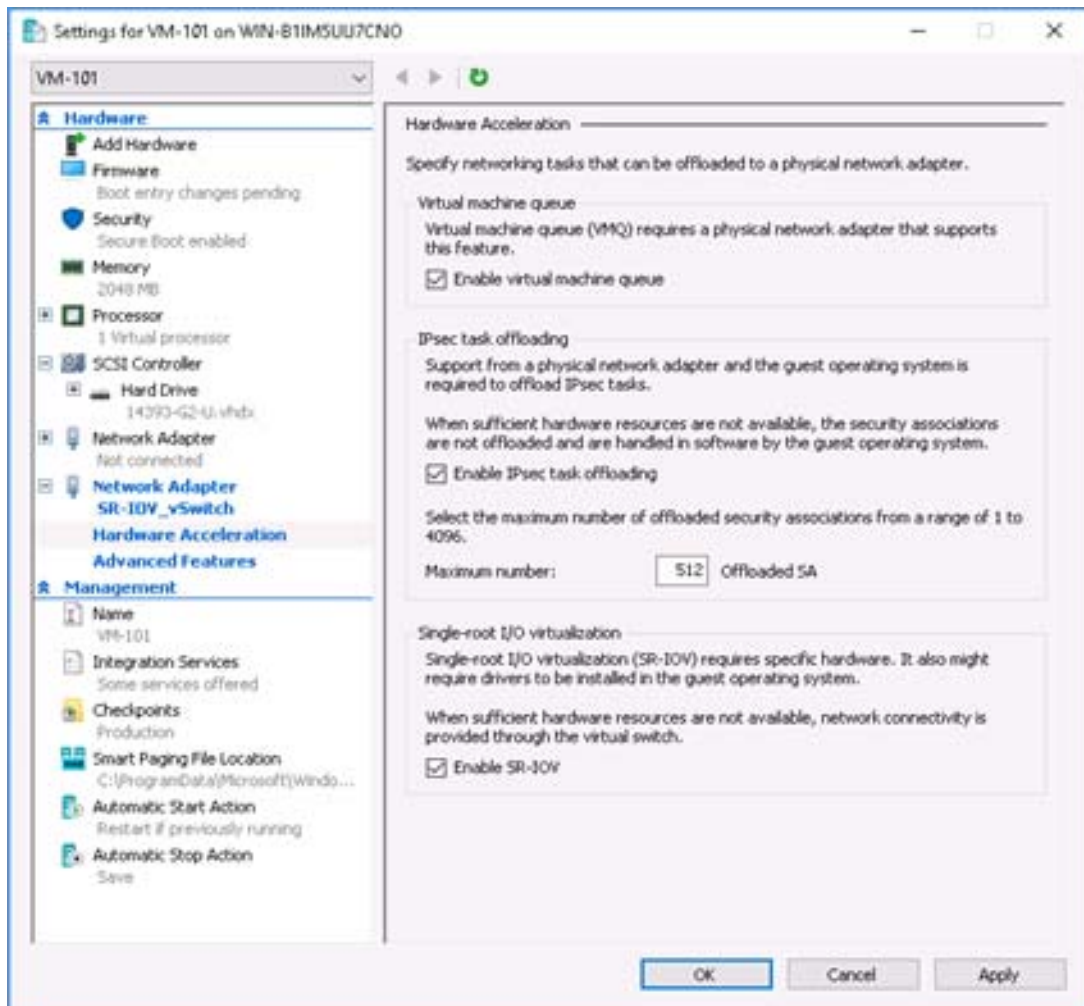 Settings for VM-101 on WIN-B1IM5UU7CNO
VM-101
Hardware
Add Hardware
Firmware
Boot entry changes pending
Security
Secure Boot enabled
Memory
2048 MB
Processor
1 Virtual processor
SCSI Controller
Hard Drive
14393-G2-U.vhdx
Network Adapter
Not connected
Network Adapter
SR-IOV_vSwitch
Hardware Acceleration
Advanced Features
Management
Name
VM-101
Integration Services
Some services offered
Checkpoints
Production
Smart Paging File Location
C:\ProgramData\Microsoft\Windo...
Automatic Start Action
Restart if previously running
Automatic Stop Action
Save
Hardware Acceleration
Specify networking tasks that can be offloaded to a physical network adapter.
Virtual machine queue
Virtual machine queue (VMQ) requires a physical network adapter that supports
this feature.
Enable virtual machine queue
IPsec task offloading
Support from a physical network adapter and the guest operating system is
required to offload IPsec tasks.
When sufficient hardware resources are not available, the security associations
are not offloaded and are handled in software by the guest operating system.
Enable IPsec task offloading
Select the maximum number of offloaded security associations from a range of 1 to
4096.
Maximum number: 512 Offloaded SA
Single-root I/O virtualization
Single-root I/O virtualization (SR-IOV) requires specific hardware. It also might
require drivers to be installed in the guest operating system.
When sufficient hardware resources are not available, network connectivity is
provided through the virtual switch.
Enable SR-IOV
OK Cancel Apply